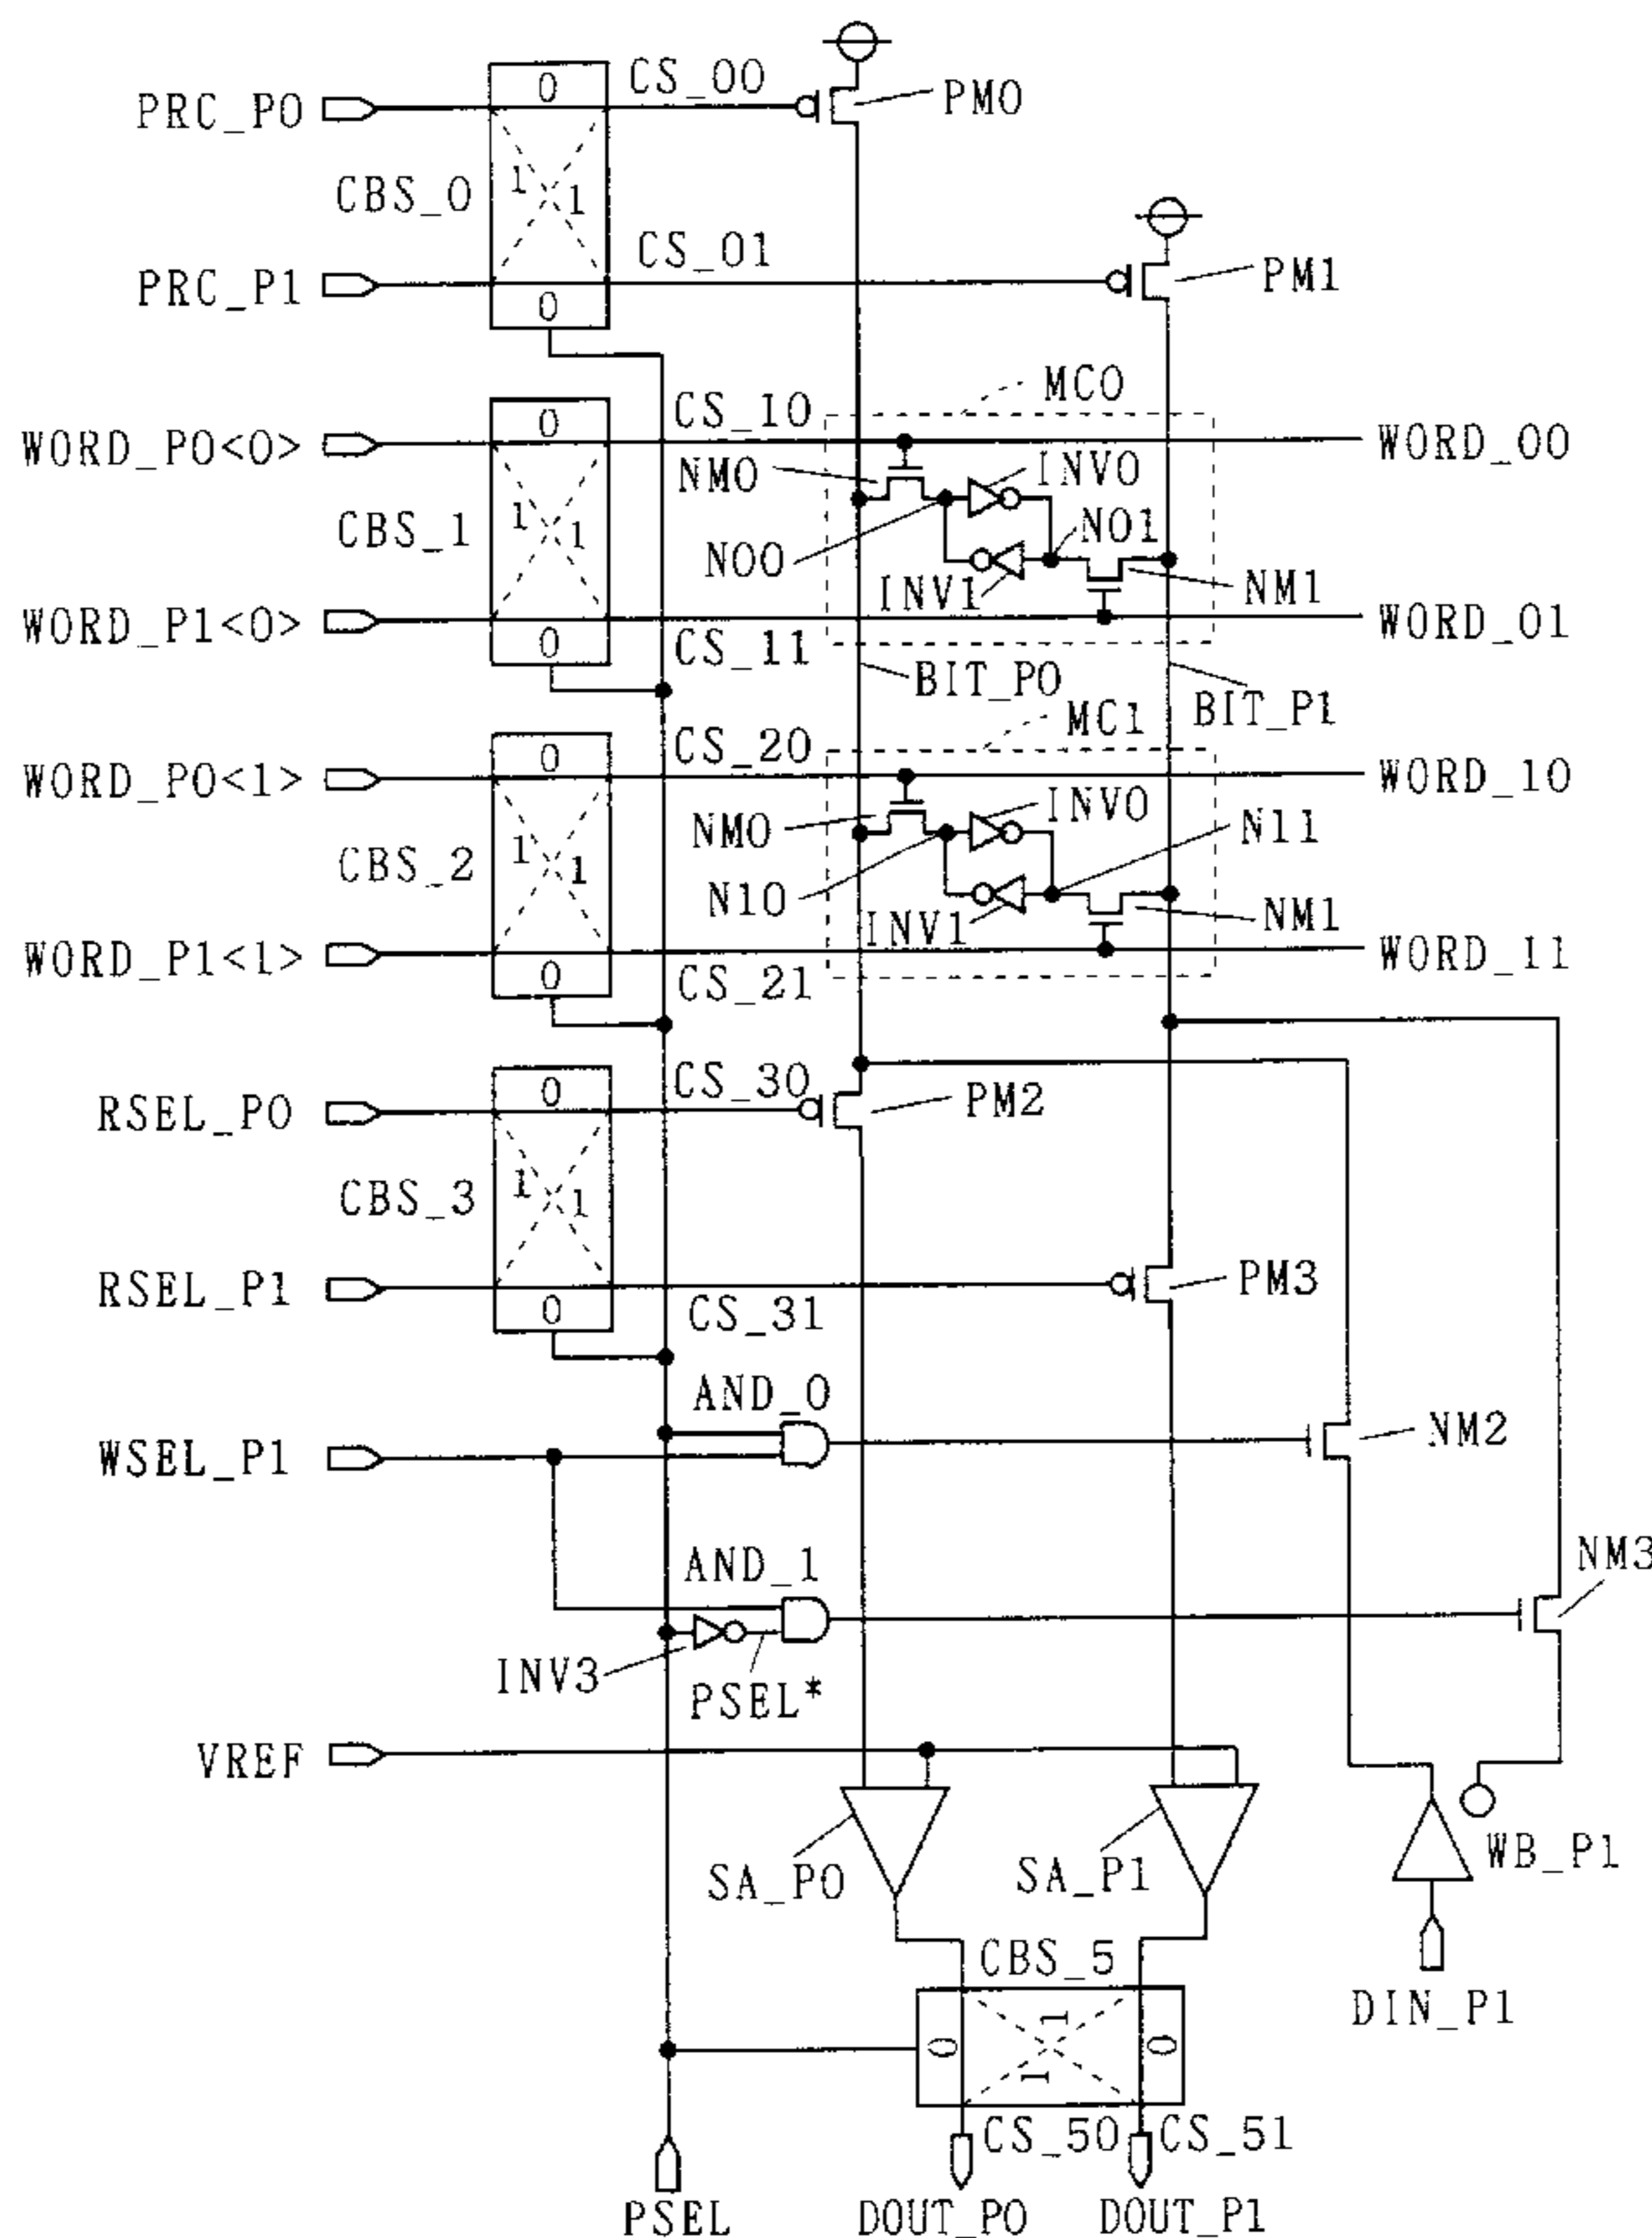 CS_00
PM0
PRC_P0
0
CBS_0
1
1
CS_01
PRC_P1
0
PM1
MC0
CS_10
WORD_P0<0>
0
WORD_00
NM0
INV0
CBS_1
1
1
N00
N01
INV1
NM1
WORD_P1<0>
0
CS_11
WORD_01
BIT_P0
BIT_P1
MC1
CS_20
WORD_P0<1>
0
WORD_10
NM0
INV0
N11
CBS_2
1
1
N10
INV1
NM1
WORD_P1<1>
0
CS_21
WORD_11
CS_30
RSEL_P0
0
PM2
CBS_3
1
1
RSEL_P1
0
CS_31
PM3
AND_0
WSEL_P1
NM2
AND_1
NM3
INV3
PSEL*
VREF
SA_P0
SA_P1
WB_P1
CBS_5
DIN_P1
0
1
1
0
CS_50
CS_51
PSEL
DOUT_P0
DOUT_P1